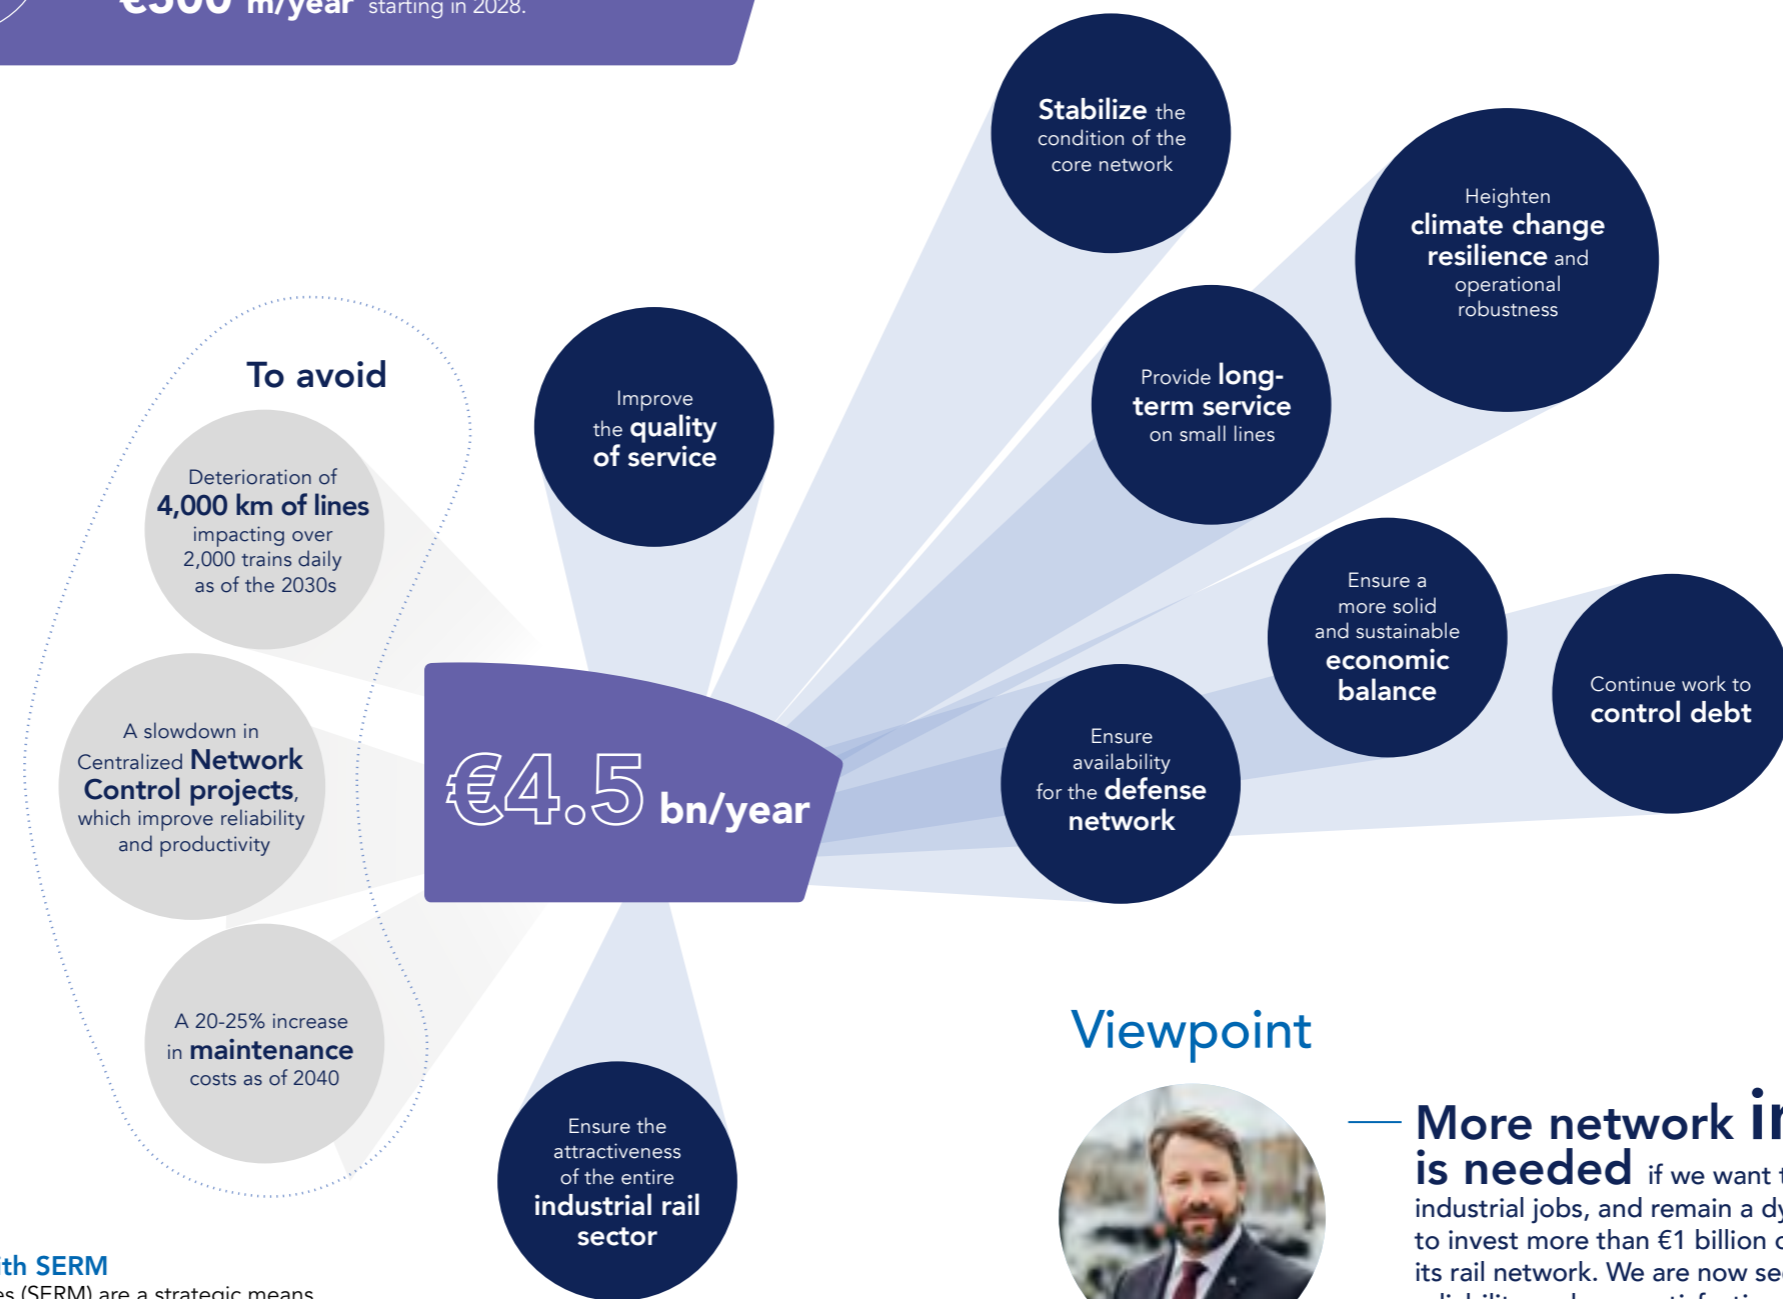 €500 m/year starting in 2028.
Stabilize the
condition of the
core network
Heighten
climate change
resilience and
operational
robustness
Provide long-
term service
on small lines
Improve
the quality
of service
To avoid
Deterioration of
4,000 km of lines
impacting over
2,000 trains daily
as of the 2030s
A slowdown in
Centralized Network
Control projects,
which improve reliability
and productivity
A 20-25% increase
in maintenance
costs as of 2040
€4.5 bn/year
Ensure a
more solid
and sustainable
economic
balance
Continue work to
control debt
Ensure
availability
for the defense
network
Ensure the
attractiveness
of the entire
industrial rail
sector
ith SERM
es (SERM) are a strategic means
Viewpoint
More network
is needed if we want
industrial jobs, and remain a
to invest more than €1 billion
its rail network. We are now